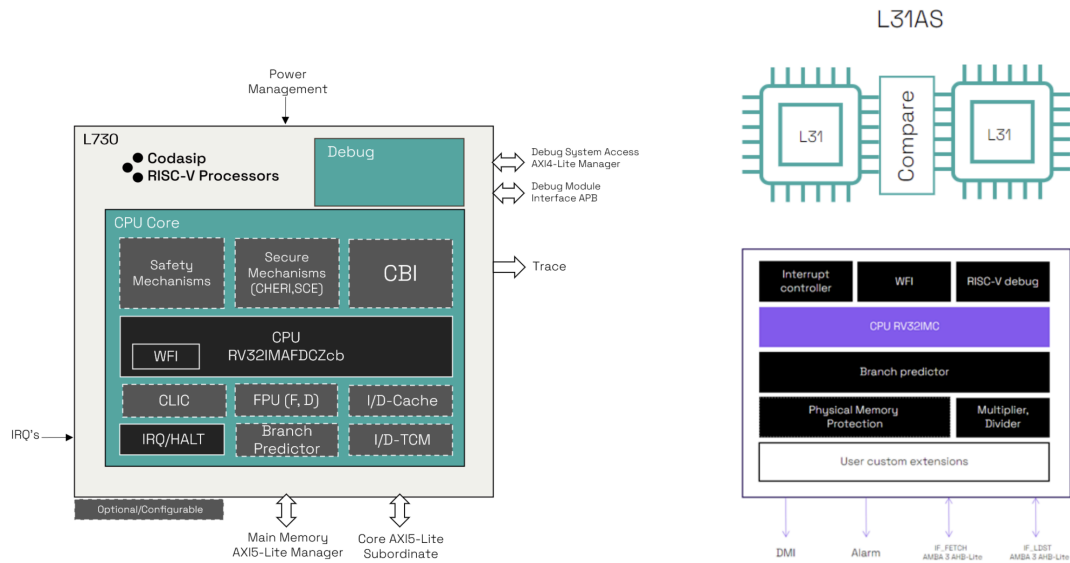 Power
Management
L730
Codasip
RISC-V Processors
Debug
Debug System Access
AXI4-Lite Manager
Debug Module
Interface APB
CPU Core
Safety
Mechanisms
Secure
Mechanisms
(CHERI,SCE)
CBI
Trace
CPU
RV32IMAFDCZcb
WFI
CLIC
FPU (F, D)
I/D-Cache
IRQ's
IRQ/HALT
Branch
Predictor
I/D-TCM
Optional/Configurable
Main Memory
AXI5-Lite Manager
Core AXI5-Lite
Subordinate
L31AS
L31
Compare
L31
Interrupt
controller
WFI
RISC-V debug
CPU RV32IMC
Branch predictor
Physical Memory
Protection
Multiplier,
Divider
User custom extensions
DMI
Alarm
IF_FETCH
AMBA 3 AHB-Lite
IF_LDST
AMBA 3 AHB-Lite